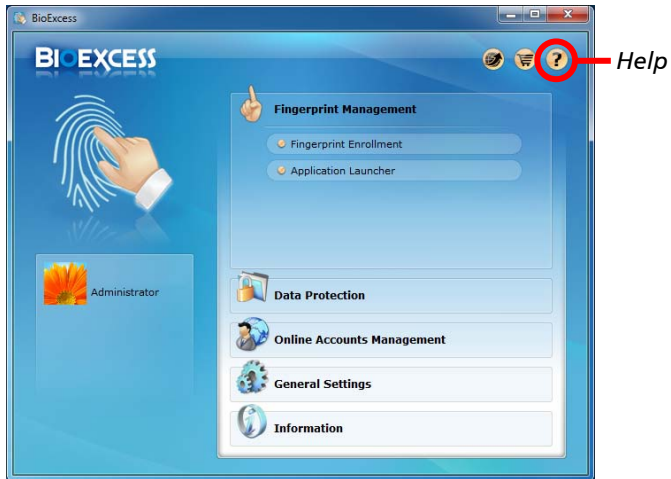 BioExcess
BIOEXCESS
? Help
Fingerprint Management
Fingerprint Enrollment
Application Launcher
Administrator
Data Protection
Online Accounts Management
General Settings
Information